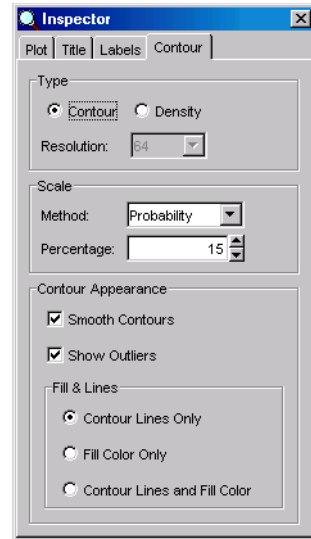 Inspector
Plot Title Labels Contour
Type
Contour Density
Resolution: 64
Scale
Method: Probability
Percentage: 15
Contour Appearance
Smooth Contours
Show Outliers
Fill & Lines
Contour Lines Only
Fill Color Only
Contour Lines and Fill Color